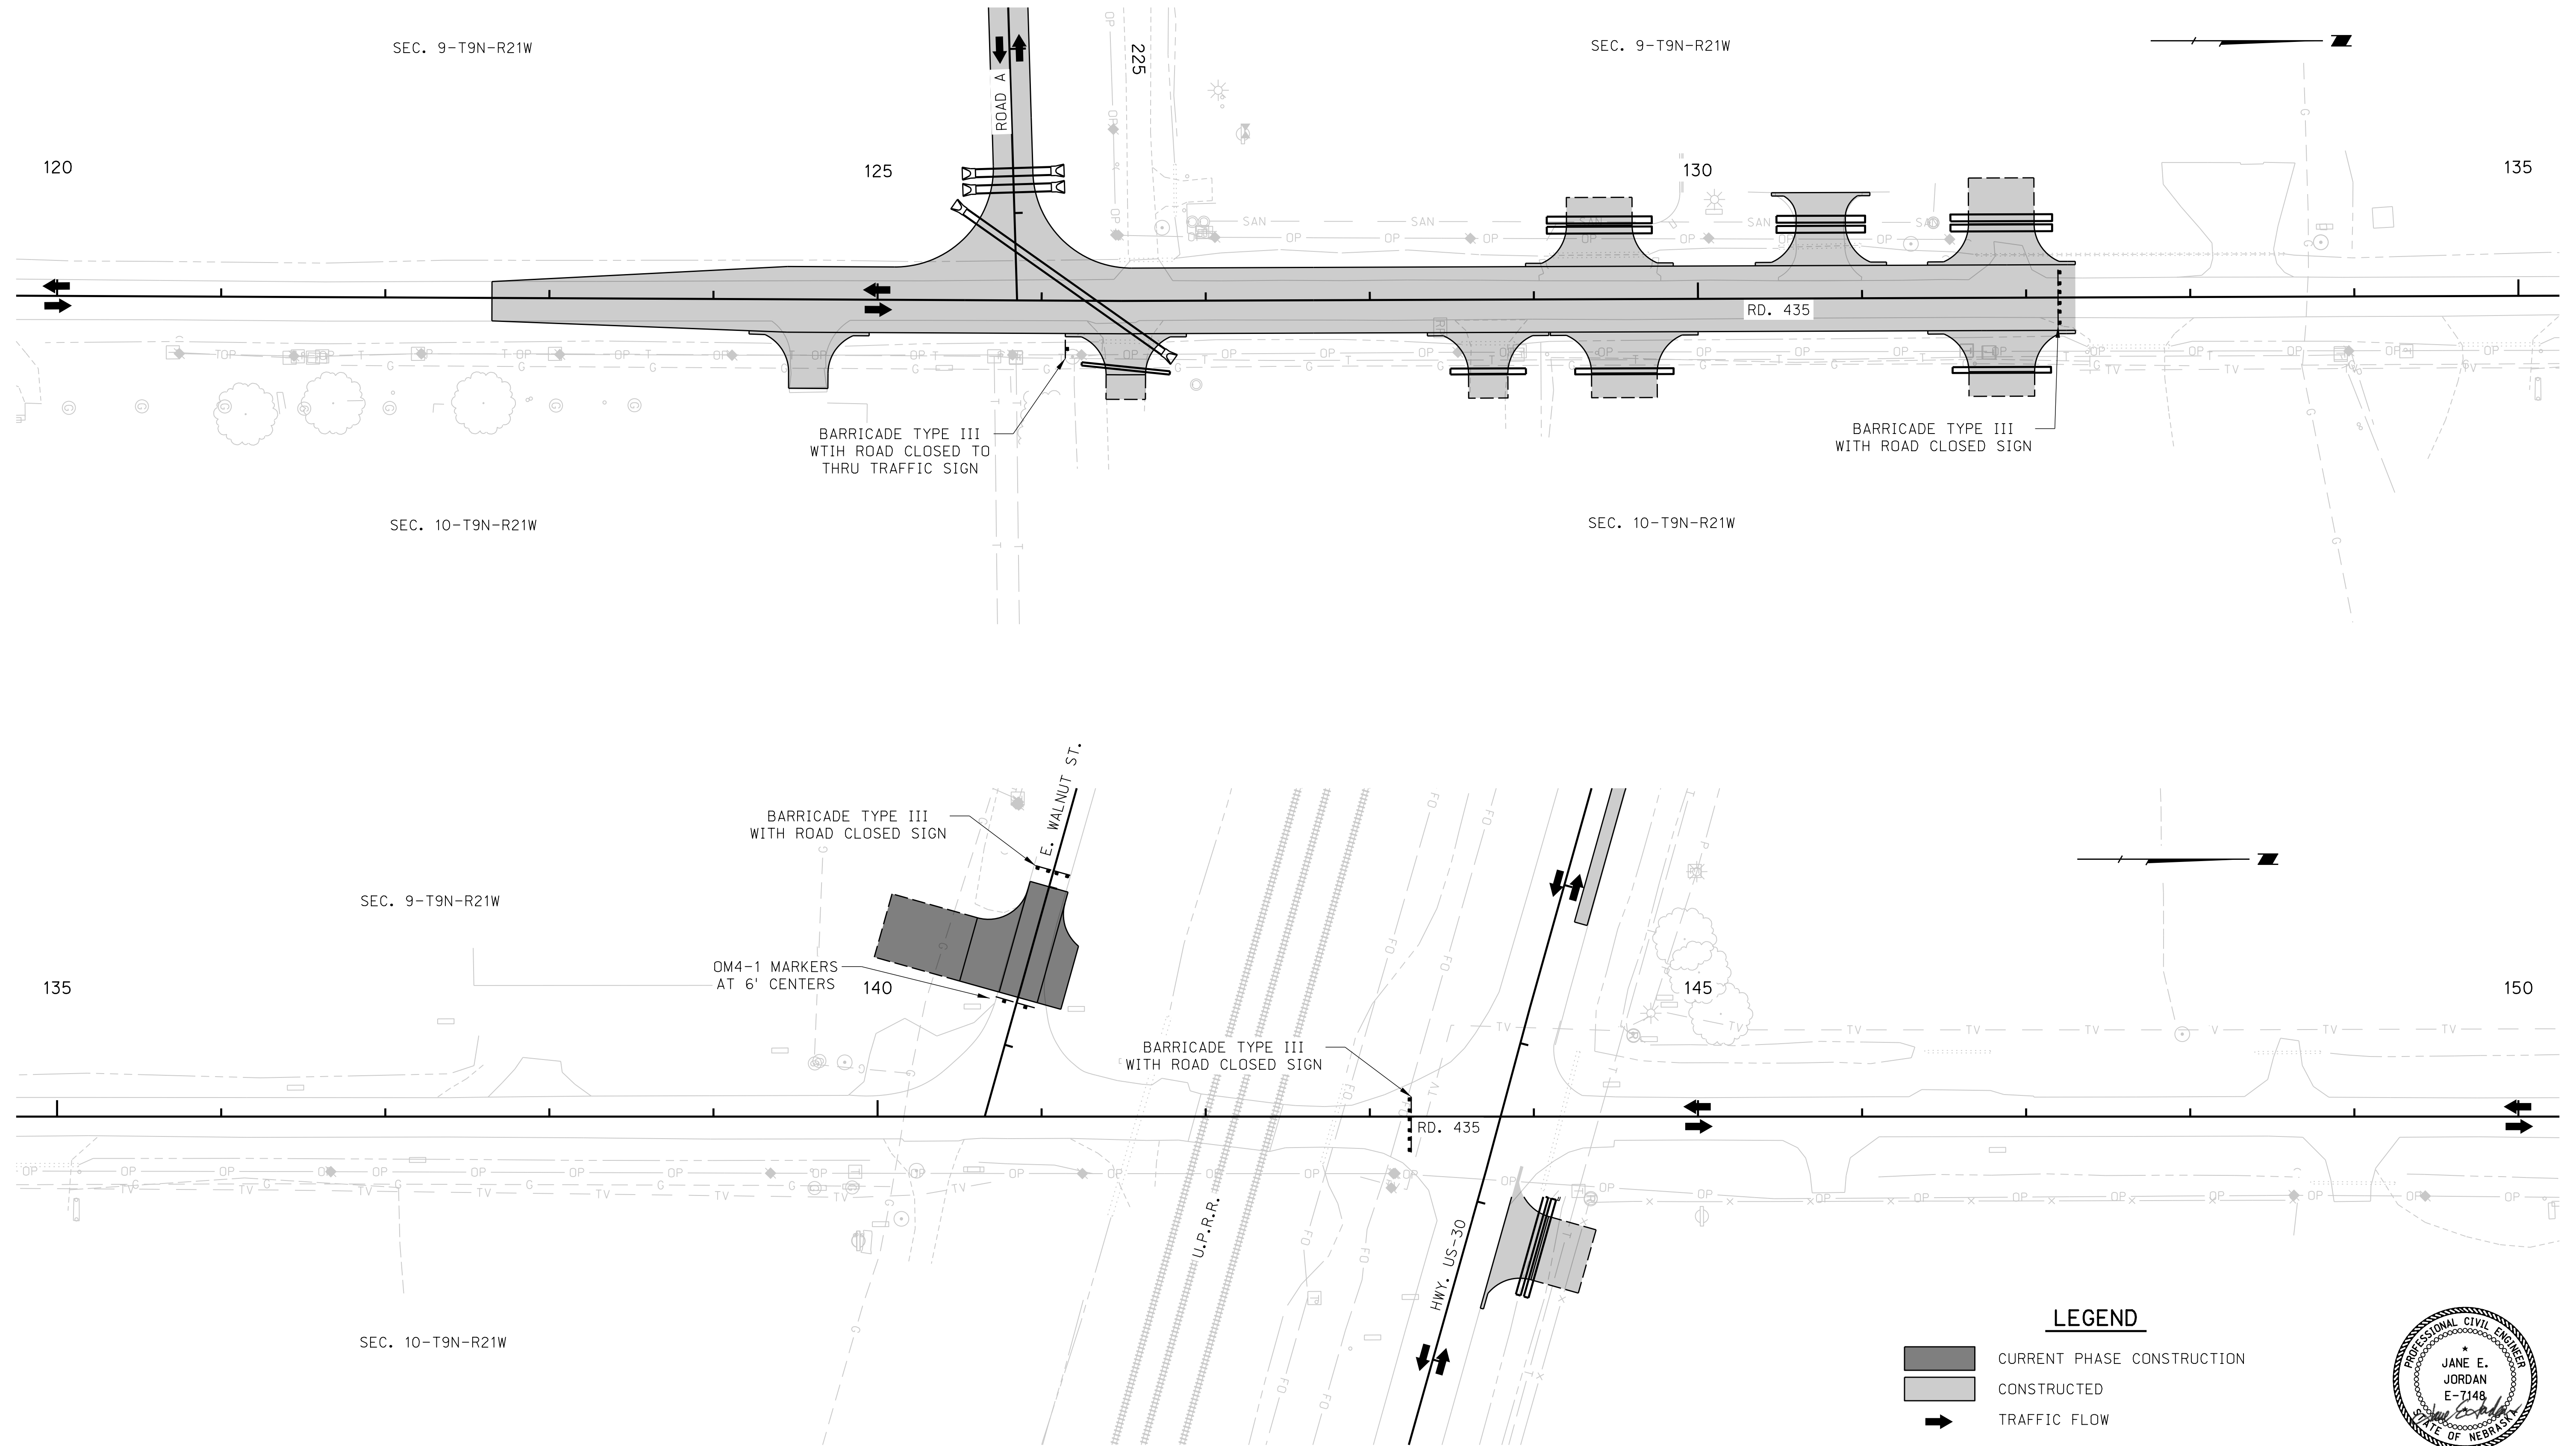 SEC. 9-T9N-R21W
SEC. 9-T9N-R21W
ROAD A
225
120
125
130
135
RD. 435
BARRICADE TYPE III
WTIH ROAD CLOSED TO
THRU TRAFFIC SIGN
BARRICADE TYPE III
WITH ROAD CLOSED SIGN
SEC. 10-T9N-R21W
SEC. 10-T9N-R21W
BARRICADE TYPE III
WITH ROAD CLOSED SIGN
E. WALNUT ST.
SEC. 9-T9N-R21W
OM4-1 MARKERS
AT 6' CENTERS
135
140
145
150
BARRICADE TYPE III
WITH ROAD CLOSED SIGN
RD. 435
U.P.R.R.
HWY. US-30
SEC. 10-T9N-R21W
LEGEND
CURRENT PHASE CONSTRUCTION
CONSTRUCTED
TRAFFIC FLOW
PROFESSIONAL CIVIL ENGINEER
JANE E.
JORDAN
E-7148
STATE OF NEBRASKA